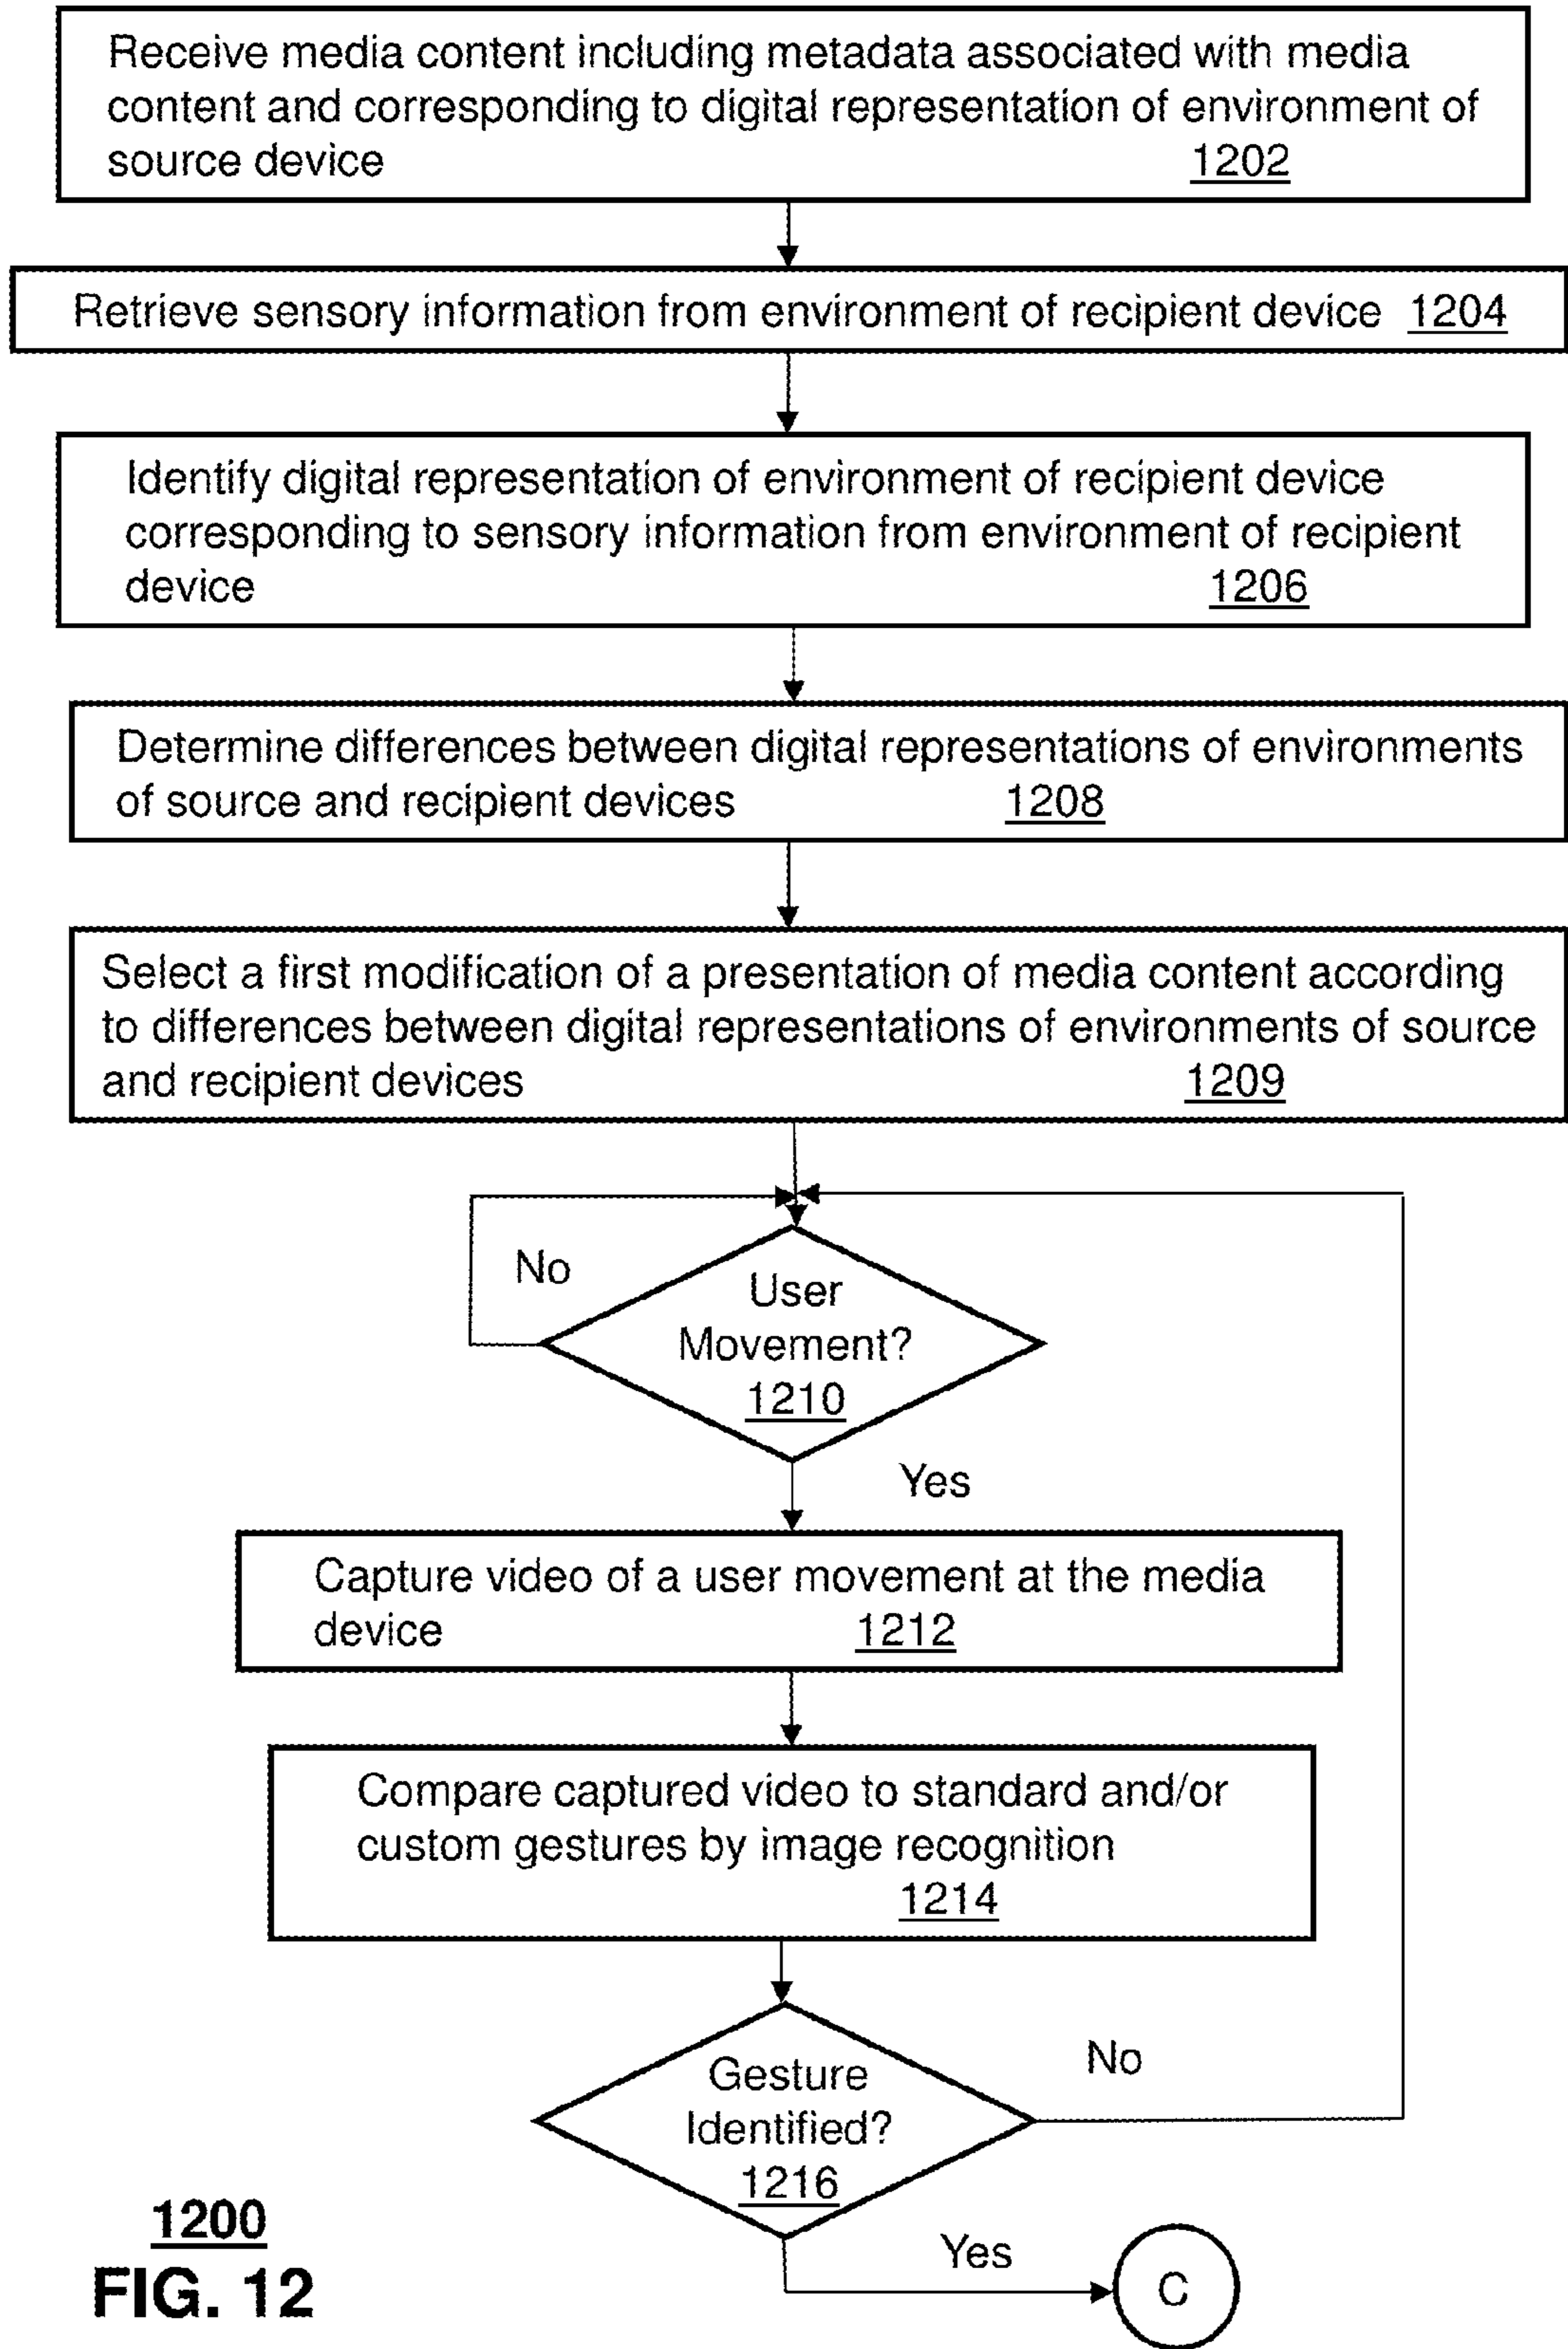 Receive media content including metadata associated with media
content and corresponding to digital representation of environment of
source device 1202
Retrieve sensory information from environment of recipient device 1204
Identify digital representation of environment of recipient device
corresponding to sensory information from environment of recipient
device 1206
Determine differences between digital representations of environments
of source and recipient devices 1208
Select a first modification of a presentation of media content according
to differences between digital representations of environments of source
and recipient devices 1209
No
User
Movement?
1210
Yes
Capture video of a user movement at the media
device 1212
Compare captured video to standard and/or
custom gestures by image recognition
1214
Gesture
Identified?
1216
No
Yes
C
1200
FIG. 12